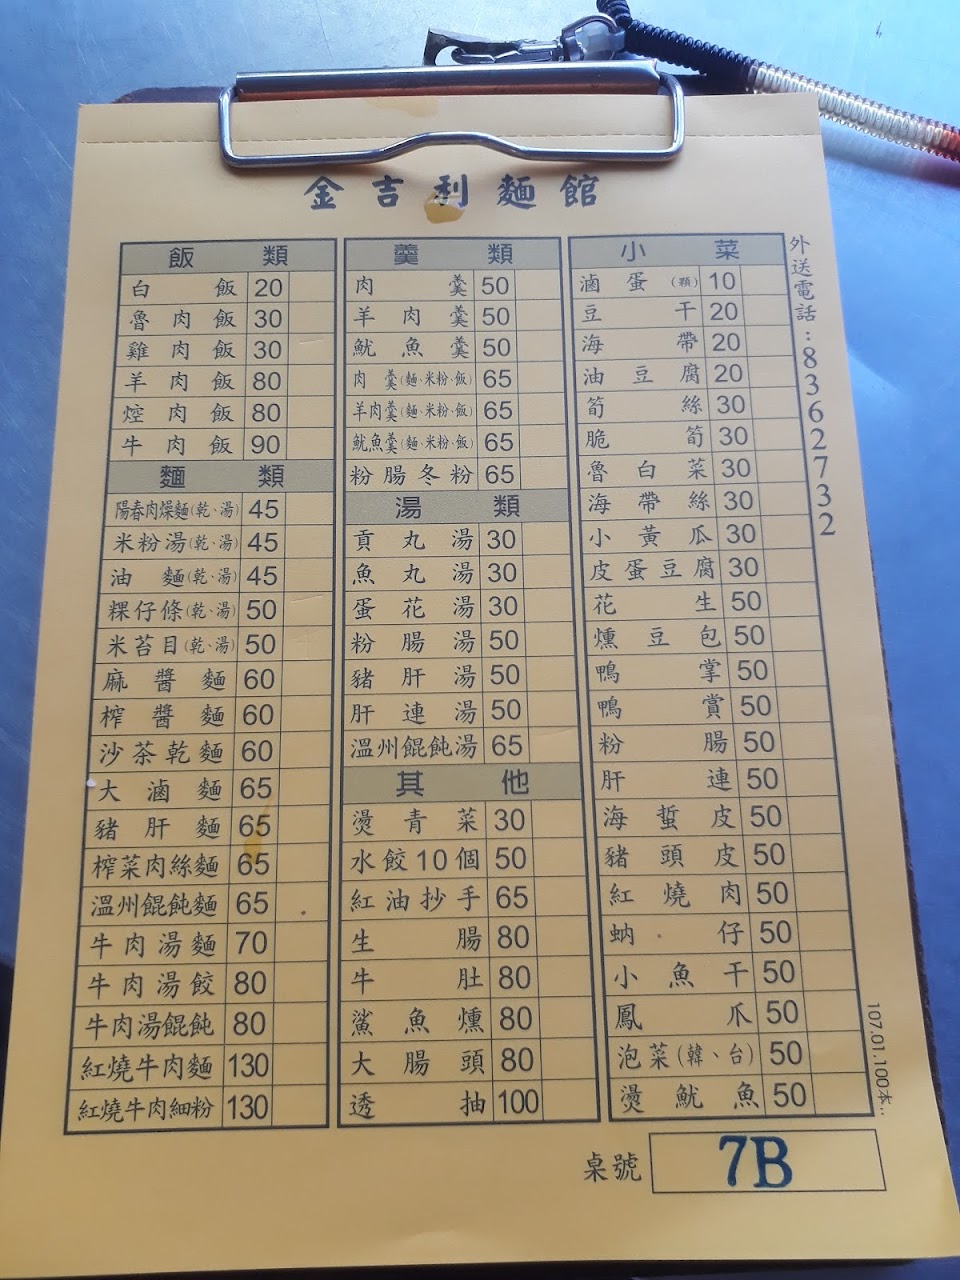 金吉利麵館
飯類
白飯 20
魯肉飯 30
雞肉飯 30
羊肉飯 80
焢肉飯 80
牛肉飯 90
麵類
陽春肉燥麵(乾、湯) 45
米粉湯(乾、湯) 45
油麵(乾、湯) 45
粿仔條(乾、湯) 50
米苔目(乾、湯) 50
麻醬麵 60
榨醬麵 60
沙茶乾麵 60
大滷麵 65
豬肝麵 65
榨菜肉絲麵 65
溫州餛飩麵 65
牛肉湯麵 70
牛肉湯餃 80
牛肉湯餛飩 80
紅燒牛肉麵 130
紅燒牛肉細粉 130
羹類
肉羹 50
羊肉羹 50
魷魚羹 50
肉羹(麵、米粉、飯) 65
羊肉羹(麵、米粉、飯) 65
魷魚羹(麵、米粉、飯) 65
粉腸冬粉 65
湯類
貢丸湯 30
魚丸湯 30
蛋花湯 30
粉腸湯 50
豬肝湯 50
肝連湯 50
溫州餛飩湯 65
其他
燙青菜 30
水餃10個 50
紅油抄手 65
生腸 80
牛肚 80
鯊魚燻 80
大腸頭 80
透抽 100
小菜
滷蛋(顆) 10
豆干 20
海帶 20
油豆腐 20
筍絲 30
脆筍 30
魯白菜 30
海帶絲 30
小黃瓜 30
皮蛋豆腐 30
花生 50
燻豆包 50
鴨掌 50
鴨賞 50
粉腸 50
肝連 50
海蜇皮 50
豬頭皮 50
紅燒肉 50
蚋仔 50
小魚干 50
鳳爪 50
泡菜(韓、台) 50
燙魷魚 50
外送電話：8362732
107.01.100本..
桌號 7B